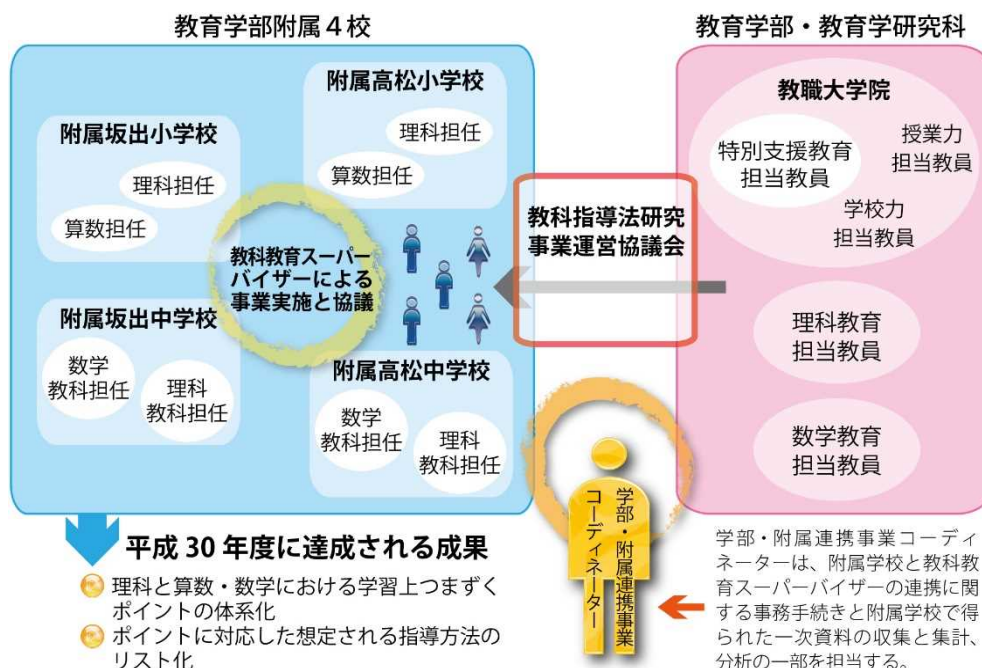 教育学部附属４校
附属高松小学校
理科担任
算数担任
附属坂出小学校
理科担任
算数担任
教科教育スーパー
バイザーによる
事業実施と協議
附属坂出中学校
数学
教科担任
理科
教科担任
附属高松中学校
数学
教科担任
理科
教科担任
教科指導法研究
事業運営協議会
教育学部・教育学研究科
教職大学院
特別支援教育
担当教員
授業力
担当教員
学校力
担当教員
理科教育
担当教員
数学教育
担当教員
平成 30 年度に達成される成果
理科と算数・数学における学習上つまずく
ポイントの体系化
ポイントに対応した想定される指導方法の
リスト化
学部・附属連携事業
コーディネーター
学部・附属連携事業コーディ
ネーターは、附属学校と教科教
育スーパーバイザーの連携に関
する事務手続きと附属学校で得
られた一次資料の収集と集計、
分析の一部を担当する。